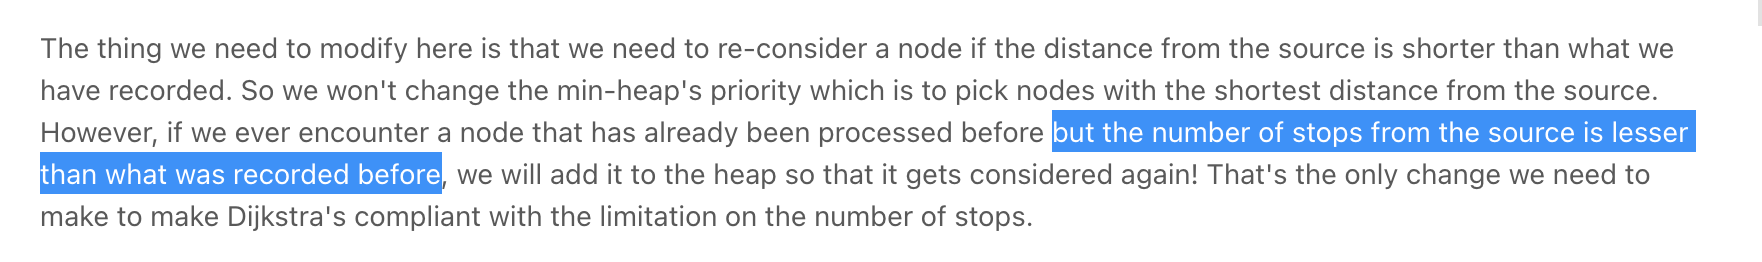 The thing we need to modify here is that we need to re-consider a node if the distance from the source is shorter than what we
have recorded. So we won't change the min-heap's priority which is to pick nodes with the shortest distance from the source.
However, if we ever encounter a node that has already been processed before but the number of stops from the source is lesser
than what was recorded before, we will add it to the heap so that it gets considered again! That's the only change we need to
make to make Dijkstra's compliant with the limitation on the number of stops.